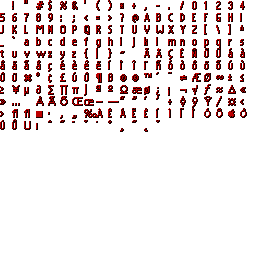 ! " # $ % & ' ( ) * + , - . / 0 1 2 3 4
5 6 7 8 9 : ; < = > ? @ A B C D E F G H I
J K L M N O P Q R S T U V W X Y Z [ \ ] ^
_ ` a b c d e f g h i j k l m n o p q r s
t u v w x y z { | } ~ Ä Å Ç É Ñ Ö Ü á à
â ä ã å ç é è ê ë í ì î ï ñ ó ò ô ö õ ú ù
û ü ¢ £ § • ¶ ß ® © ™ ´ ¨ ≠ Æ Ø ∞ ± ≤
≥ ¥ µ ∂ ∑ ∏ π ∫ ª º Ω æ ø ¿ ¡ ¬ √ ƒ ≈ ∆ «
» … À Ã Õ Œ œ – — “ ” ‘ ’ ÷ ◊ ÿ Ÿ ⁄ ¤ ‹
› ﬁ ﬂ · ‚ „ ‰ Â Ê Á Ë È Í Î Ï Ì Ó Ô Ò
Ú Û Ù ı